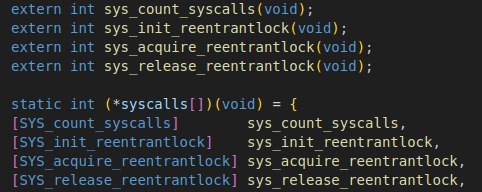 extern int sys_count_syscalls(void);
extern int sys_init_reentrantlock(void);
extern int sys_acquire_reentrantlock(void);
extern int sys_release_reentrantlock(void);
static int (*syscalls[])(void) = {
[SYS_count_syscalls] sys_count_syscalls,
[SYS_init_reentrantlock] sys_init_reentrantlock,
[SYS_acquire_reentrantlock] sys_acquire_reentrantlock,
[SYS_release_reentrantlock] sys_release_reentrantlock,